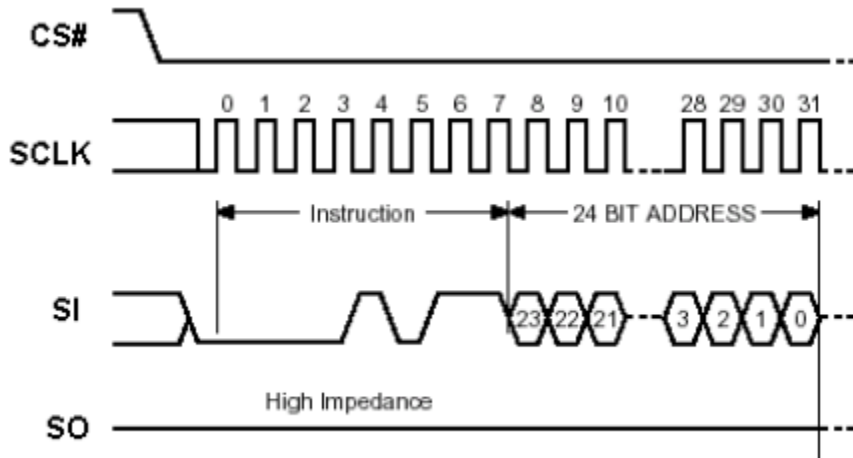 CS#
0 1 2 3 4 5 6 7 8 9 10 28 29 30 31
SCLK
Instruction 24 BIT ADDRESS
SI
23 22 21 3 2 1 0
High Impedance
SO